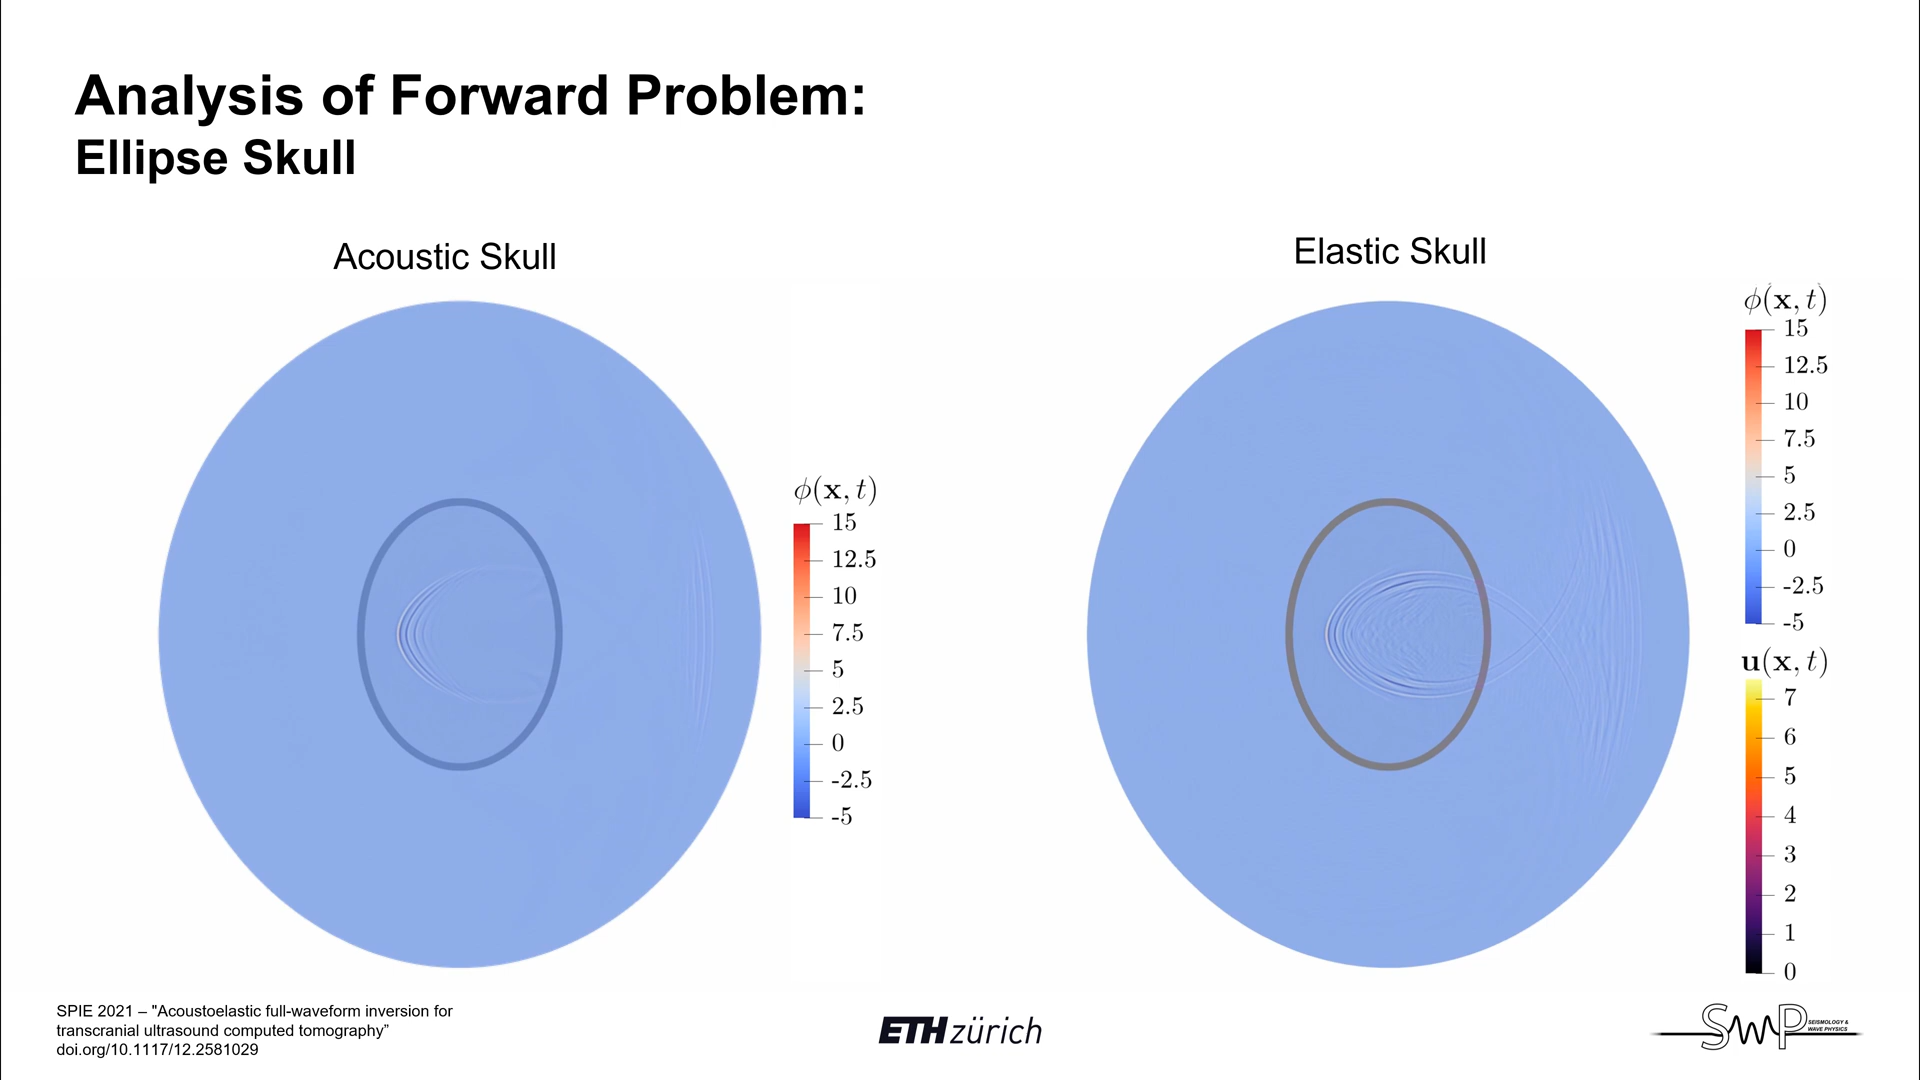 Analysis of Forward Problem:
Ellipse Skull
Acoustic Skull
ϕ(x, t)
15
12.5
10
7.5
5
2.5
0
-2.5
-5
Elastic Skull
ϕ(x, t)
15
12.5
10
7.5
5
2.5
0
-2.5
-5
u(x, t)
7
6
5
4
3
2
1
0
SPIE 2021 – "Acoustoelastic full-waveform inversion for
transcranial ultrasound computed tomography”
doi.org/10.1117/12.2581029
ETH zürich
SWP SEISMOLOGY &
WAVE PHYSICS